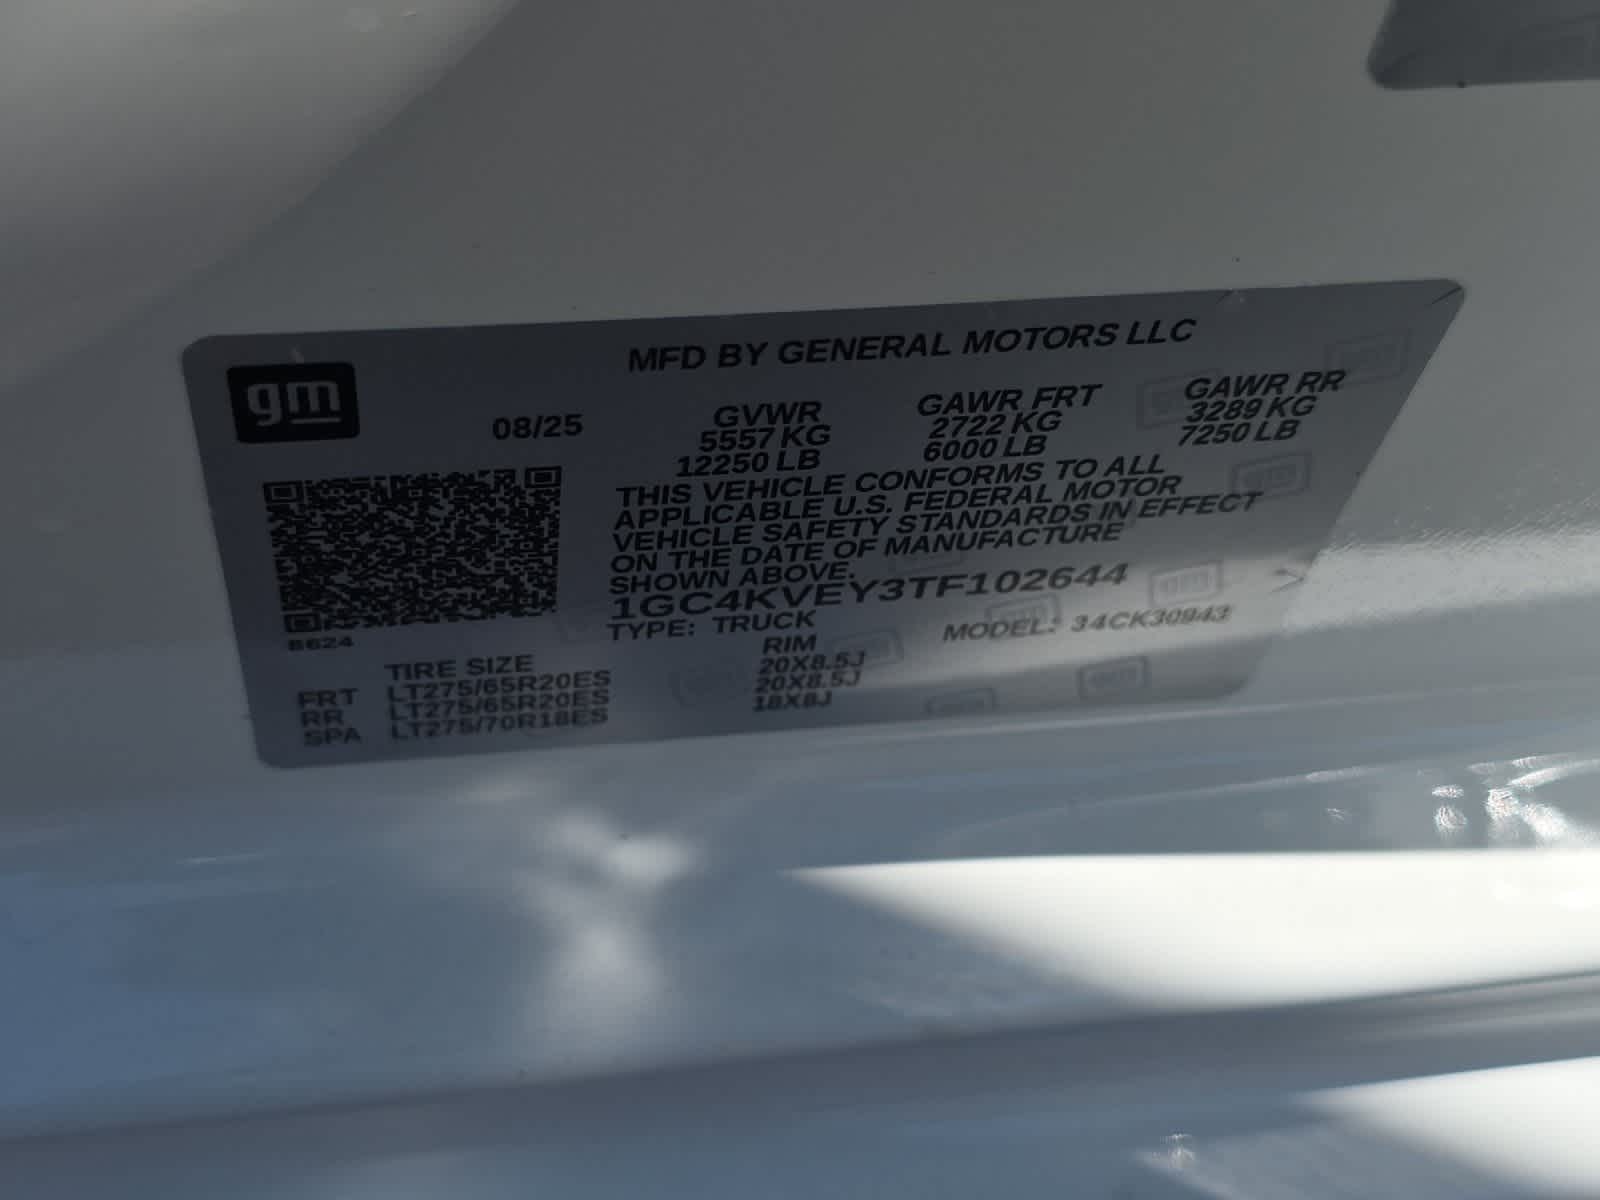 gm
MFD BY GENERAL MOTORS LLC
08/25
GVWR GAWR FRT GAWR RR
5557 KG 2722 KG 3289 KG
12250 LB 6000 LB 7250 LB
THIS VEHICLE CONFORMS TO ALL
APPLICABLE U.S. FEDERAL MOTOR
VEHICLE SAFETY STANDARDS IN EFFECT
ON THE DATE OF MANUFACTURE
SHOWN ABOVE.
1GC4KVEY3TF102644
TYPE: TRUCK MODEL: 34CK30943
6624
TIRE SIZE RIM
FRT LT275/65R20ES 20X8.5J
RR LT275/65R20ES 20X8.5J
SPA LT275/70R18ES 18X8J